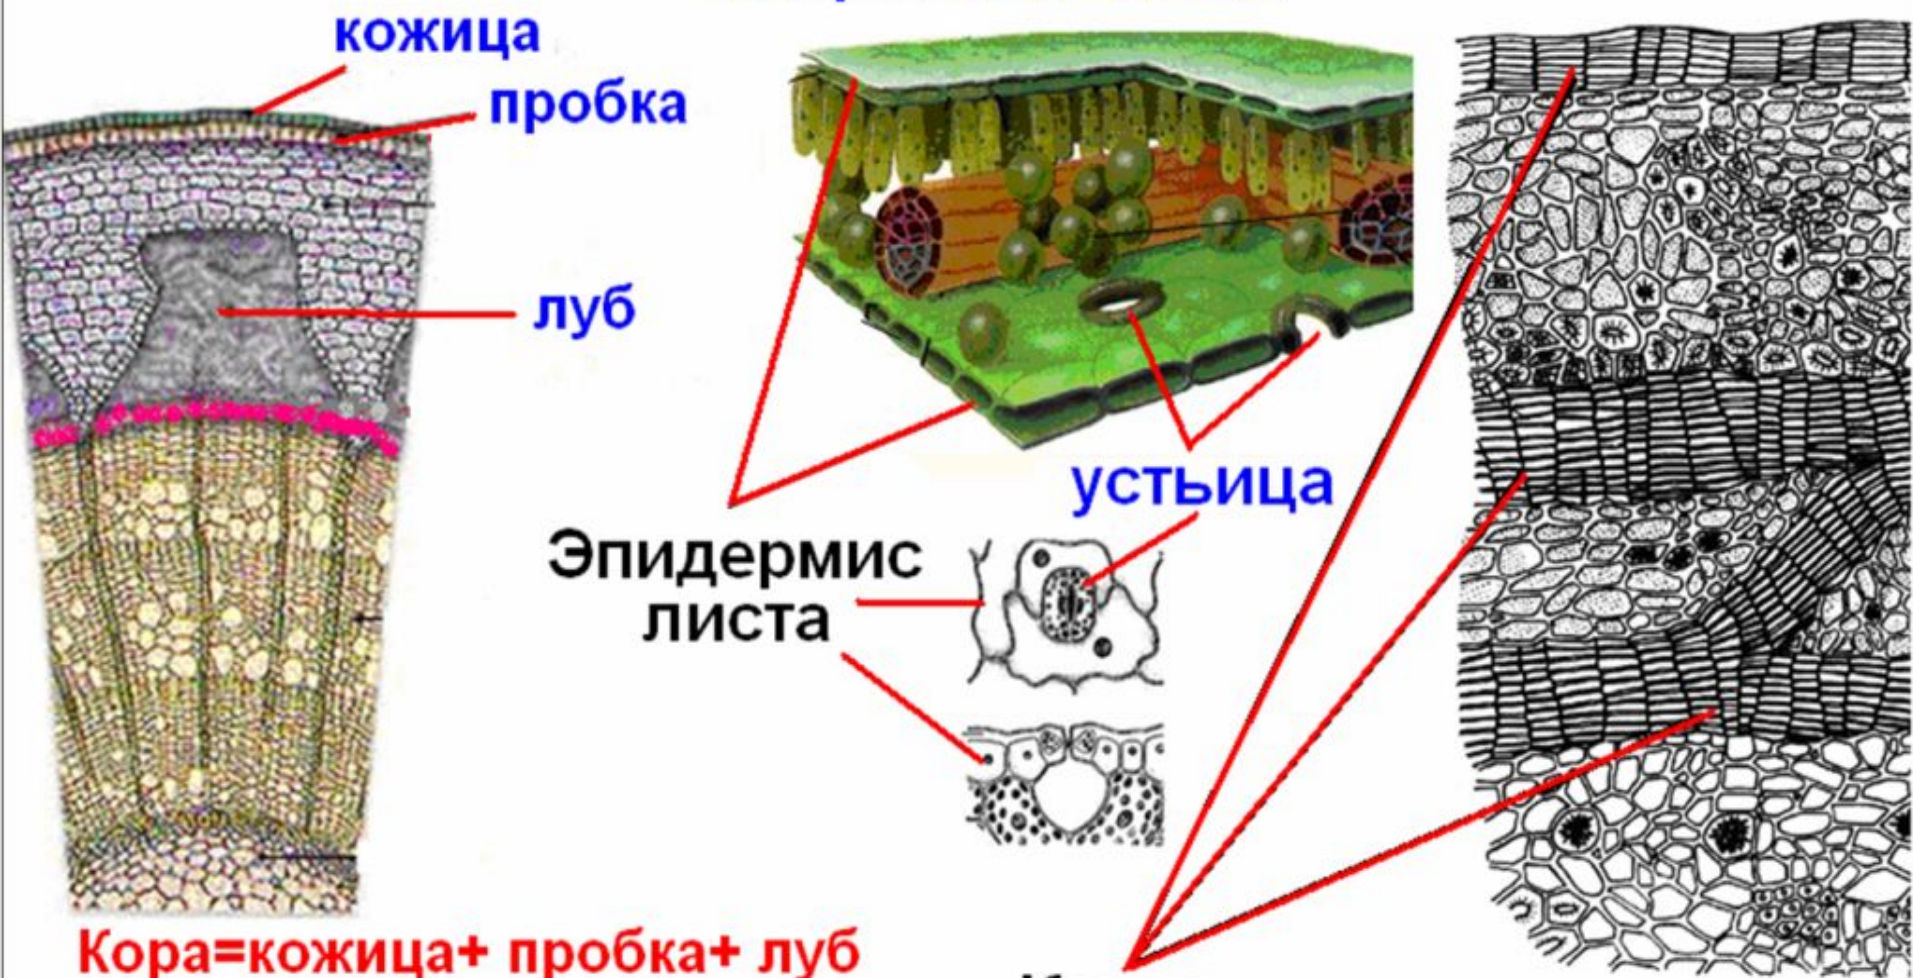 кожица
пробка
луб
устьица
Эпидермис
листа
Кора=кожица+ пробка+ луб